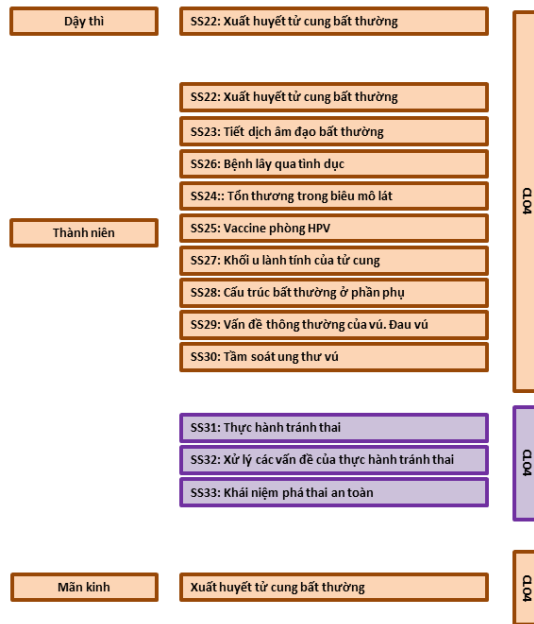 Dậy thì
SS22: Xuất huyết tử cung bất thường
CLO4
SS22: Xuất huyết tử cung bất thường
SS23: Tiết dịch âm đạo bất thường
SS26: Bệnh lây qua tình dục
SS24:: Tổn thương trong biêu mô lát
Thành niên
SS25: Vaccine phòng HPV
SS27: Khối u lành tính của tử cung
SS28: Cấu trúc bất thường ở phần phụ
SS29: Vấn đề thông thường của vú. Đau vú
SS30: Tầm soát ung thư vú
SS31: Thực hành tránh thai
SS32: Xử lý các vấn đề của thực hành tránh thai
CLO4
SS33: Khái niệm phá thai an toàn
Mãn kinh
Xuất huyết tử cung bất thường
CLO4